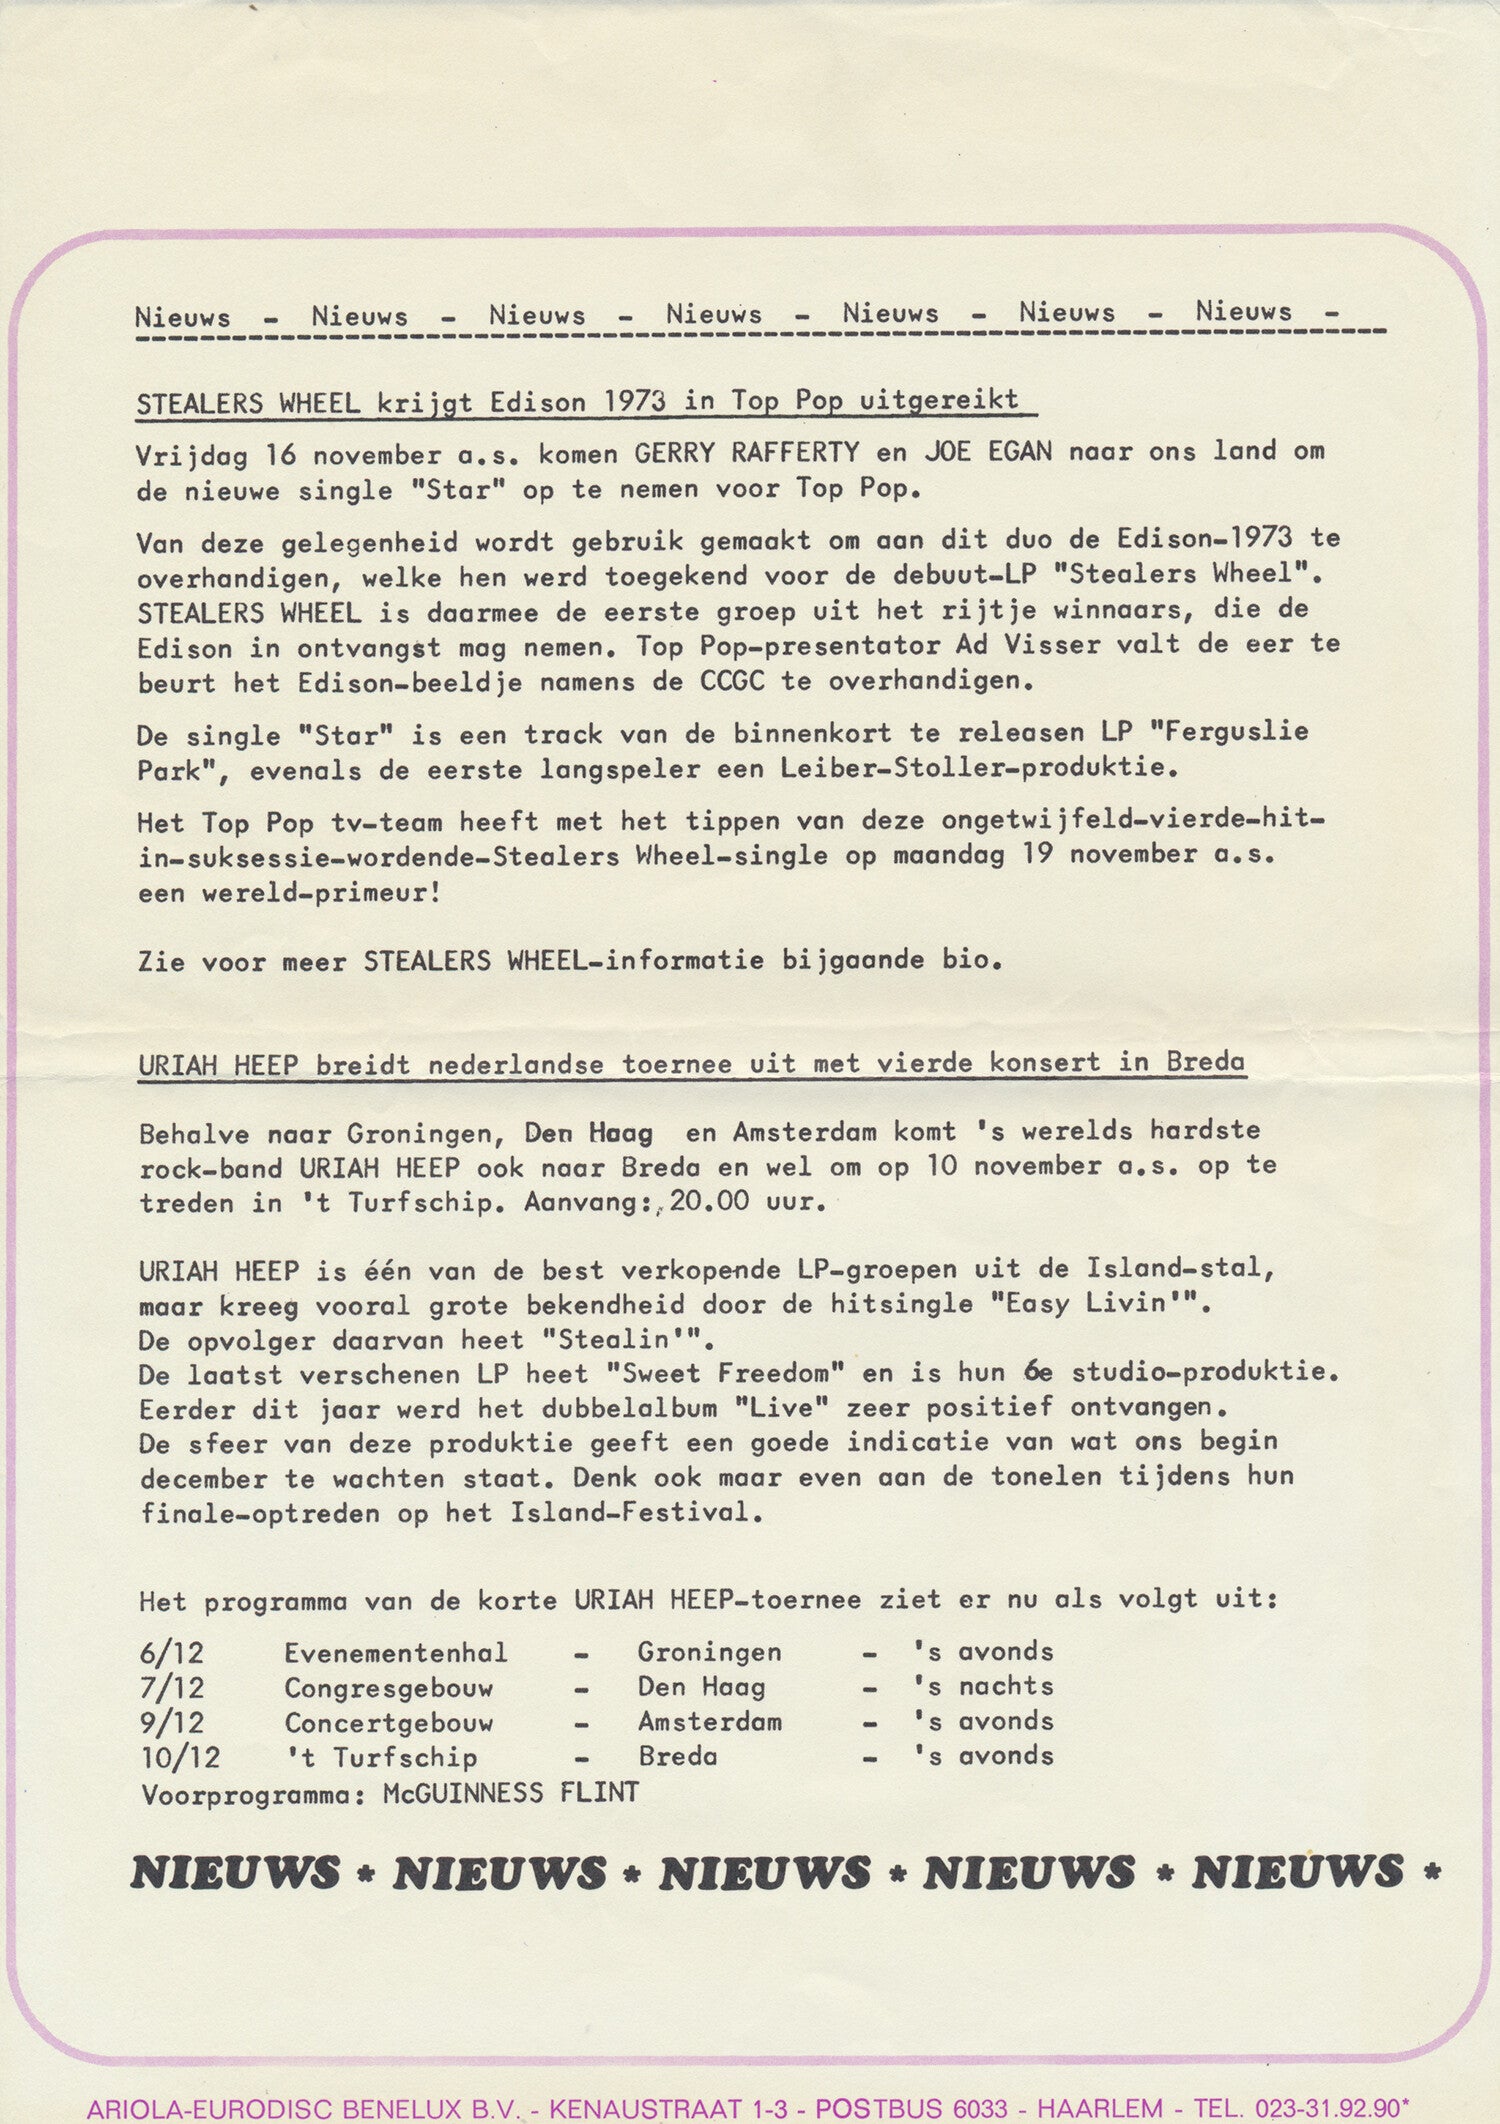 Nieuws - Nieuws - Nieuws - Nieuws - Nieuws - Nieuws - Nieuws -
STEALERS WHEEL krijgt Edison 1973 in Top Pop uitgereikt
Vrijdag 16 november a.s. komen GERRY RAFFERTY en JOE EGAN naar ons land om
de nieuwe single "Star" op te nemen voor Top Pop.
Van deze gelegenheid wordt gebruik gemaakt om aan dit duo de Edison-1973 te
overhandigen, welke hen werd toegekend voor de debuut-LP "Stealers Wheel".
STEALERS WHEEL is daarmee de eerste groep uit het rijtje winnaars, die de
Edison in ontvangst mag nemen. Top Pop-presentator Ad Visser valt de eer te
beurt het Edison-beeldje namens de CCGC te overhandigen.
De single "Star" is een track van de binnenkort te releasen LP "Ferguslie
Park", evenals de eerste langspeler een Leiber-Stoller-produktie.
Het Top Pop tv-team heeft met het tippen van deze ongetwijfeld-vierde-hit-
in-suksessie-wordende-Stealers Wheel-single op maandag 19 november a.s.
een wereld-primeur!
Zie voor meer STEALERS WHEEL-informatie bijgaande bio.
URIAH HEEP breidt nederlandse toernee uit met vierde konsert in Breda
Behalve naar Groningen, Den Haag en Amsterdam komt 's werelds hardste
rock-band URIAH HEEP ook naar Breda en wel om op 10 november a.s. op te
treden in 't Turfschip. Aanvang: 20.00 uur.
URIAH HEEP is één van de best verkopende LP-groepen uit de Island-stal,
maar kreeg vooral grote bekendheid door de hitsingle "Easy Livin'".
De opvolger daarvan heet "Stealin'".
De laatst verschenen LP heet "Sweet Freedom" en is hun 6e studio-produktie.
Eerder dit jaar werd het dubbelalbum "Live" zeer positief ontvangen.
De sfeer van deze produktie geeft een goede indicatie van wat ons begin
december te wachten staat. Denk ook maar even aan de tonelen tijdens hun
finale-optreden op het Island-Festival.
Het programma van de korte URIAH HEEP-toernee ziet er nu als volgt uit:
6/12 Evenementenhal - Groningen - 's avonds
7/12 Congresgebouw - Den Haag - 's nachts
9/12 Concertgebouw - Amsterdam - 's avonds
10/12 't Turfschip - Breda - 's avonds
Voorprogramma: McGUINNESS FLINT
NIEUWS * NIEUWS * NIEUWS * NIEUWS * NIEUWS *
ARIOLA-EURODISC BENELUX B.V. - KENAUSTRAAT 1-3 - POSTBUS 6033 - HAARLEM - TEL. 023-31.92.90*